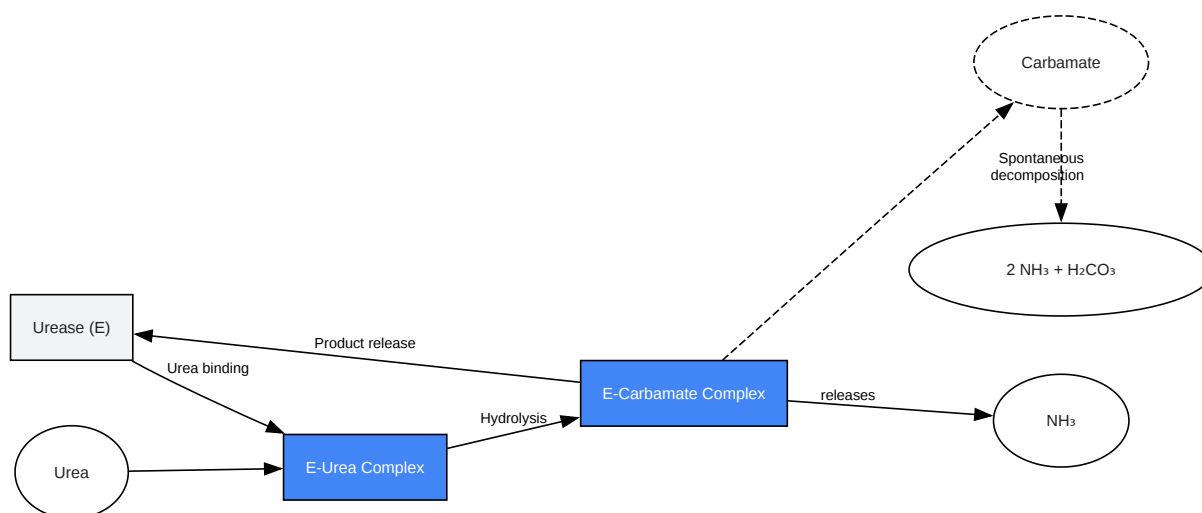 Carbamate
Spontaneous
decomposition
2 NH₃ + H₂CO₃
Urease (E)
Product release
Urea binding
E-Carbamate Complex
releases
Hydrolysis
NH₃
E-Urea Complex
Urea